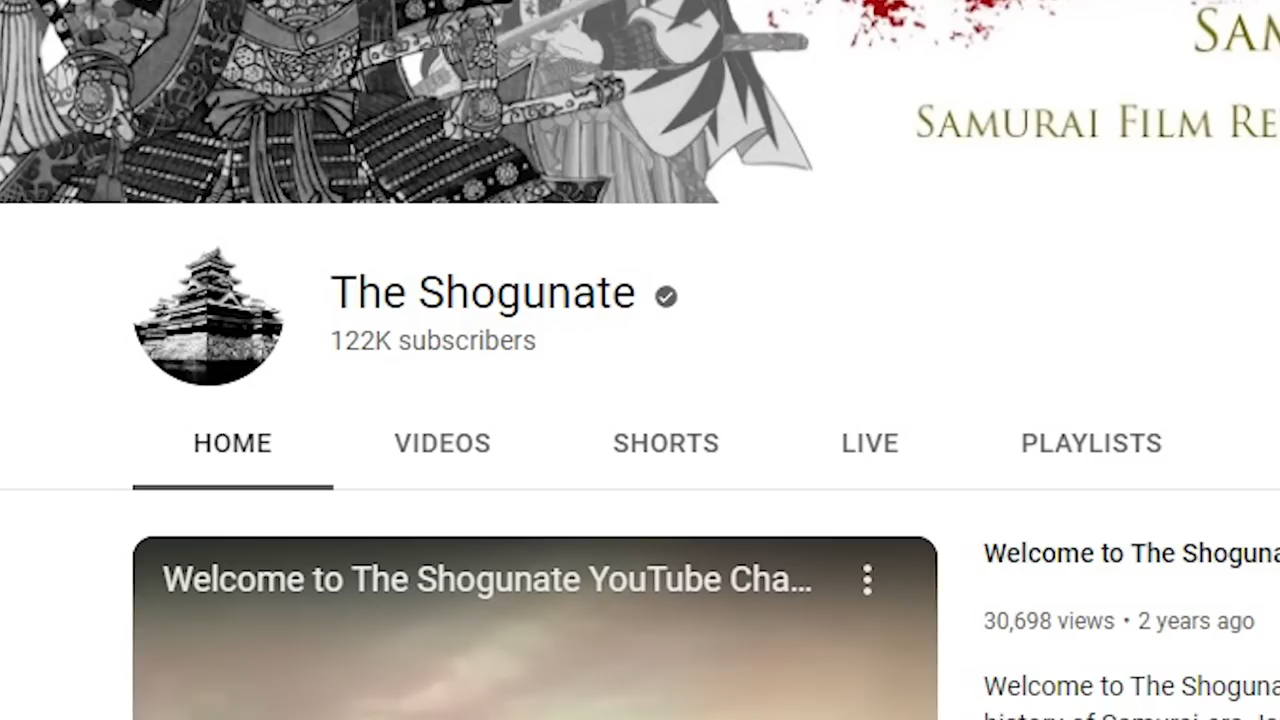 SAM
SAMURAI FILM RE
The Shogunate
122K subscribers
HOME VIDEOS SHORTS LIVE PLAYLISTS
Welcome to The Shogunate YouTube Cha...
Welcome to The Shoguna
30,698 views • 2 years ago
Welcome to The Shoguna